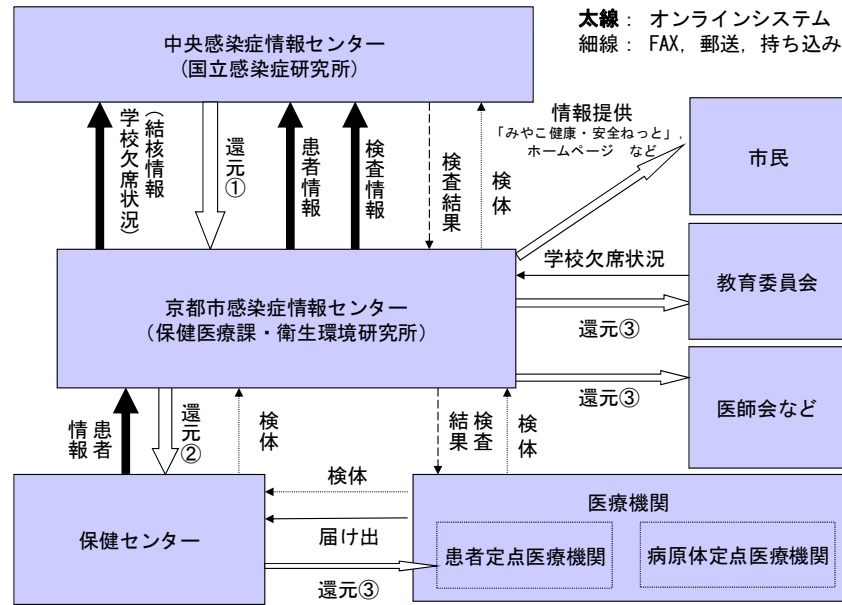 太線： オンラインシステム
細線： FAX, 郵送, 持ち込み
中央感染症情報センター
（国立感染症研究所）
学校欠席状況）
（結核情報
還元①
患者情報
検査情報
検査結果
検体
情報提供
「みやこ健康・安全ねっと」,
ホームページ など
市民
学校欠席状況
教育委員会
京都市感染症情報センター
（保健医療課・衛生環境研究所）
還元③
還元③
医師会など
患者
情報
還元②
検体
検査
結果
検体
検体
医療機関
届け出
保健センター
患者定点医療機関
病原体定点医療機関
還元③